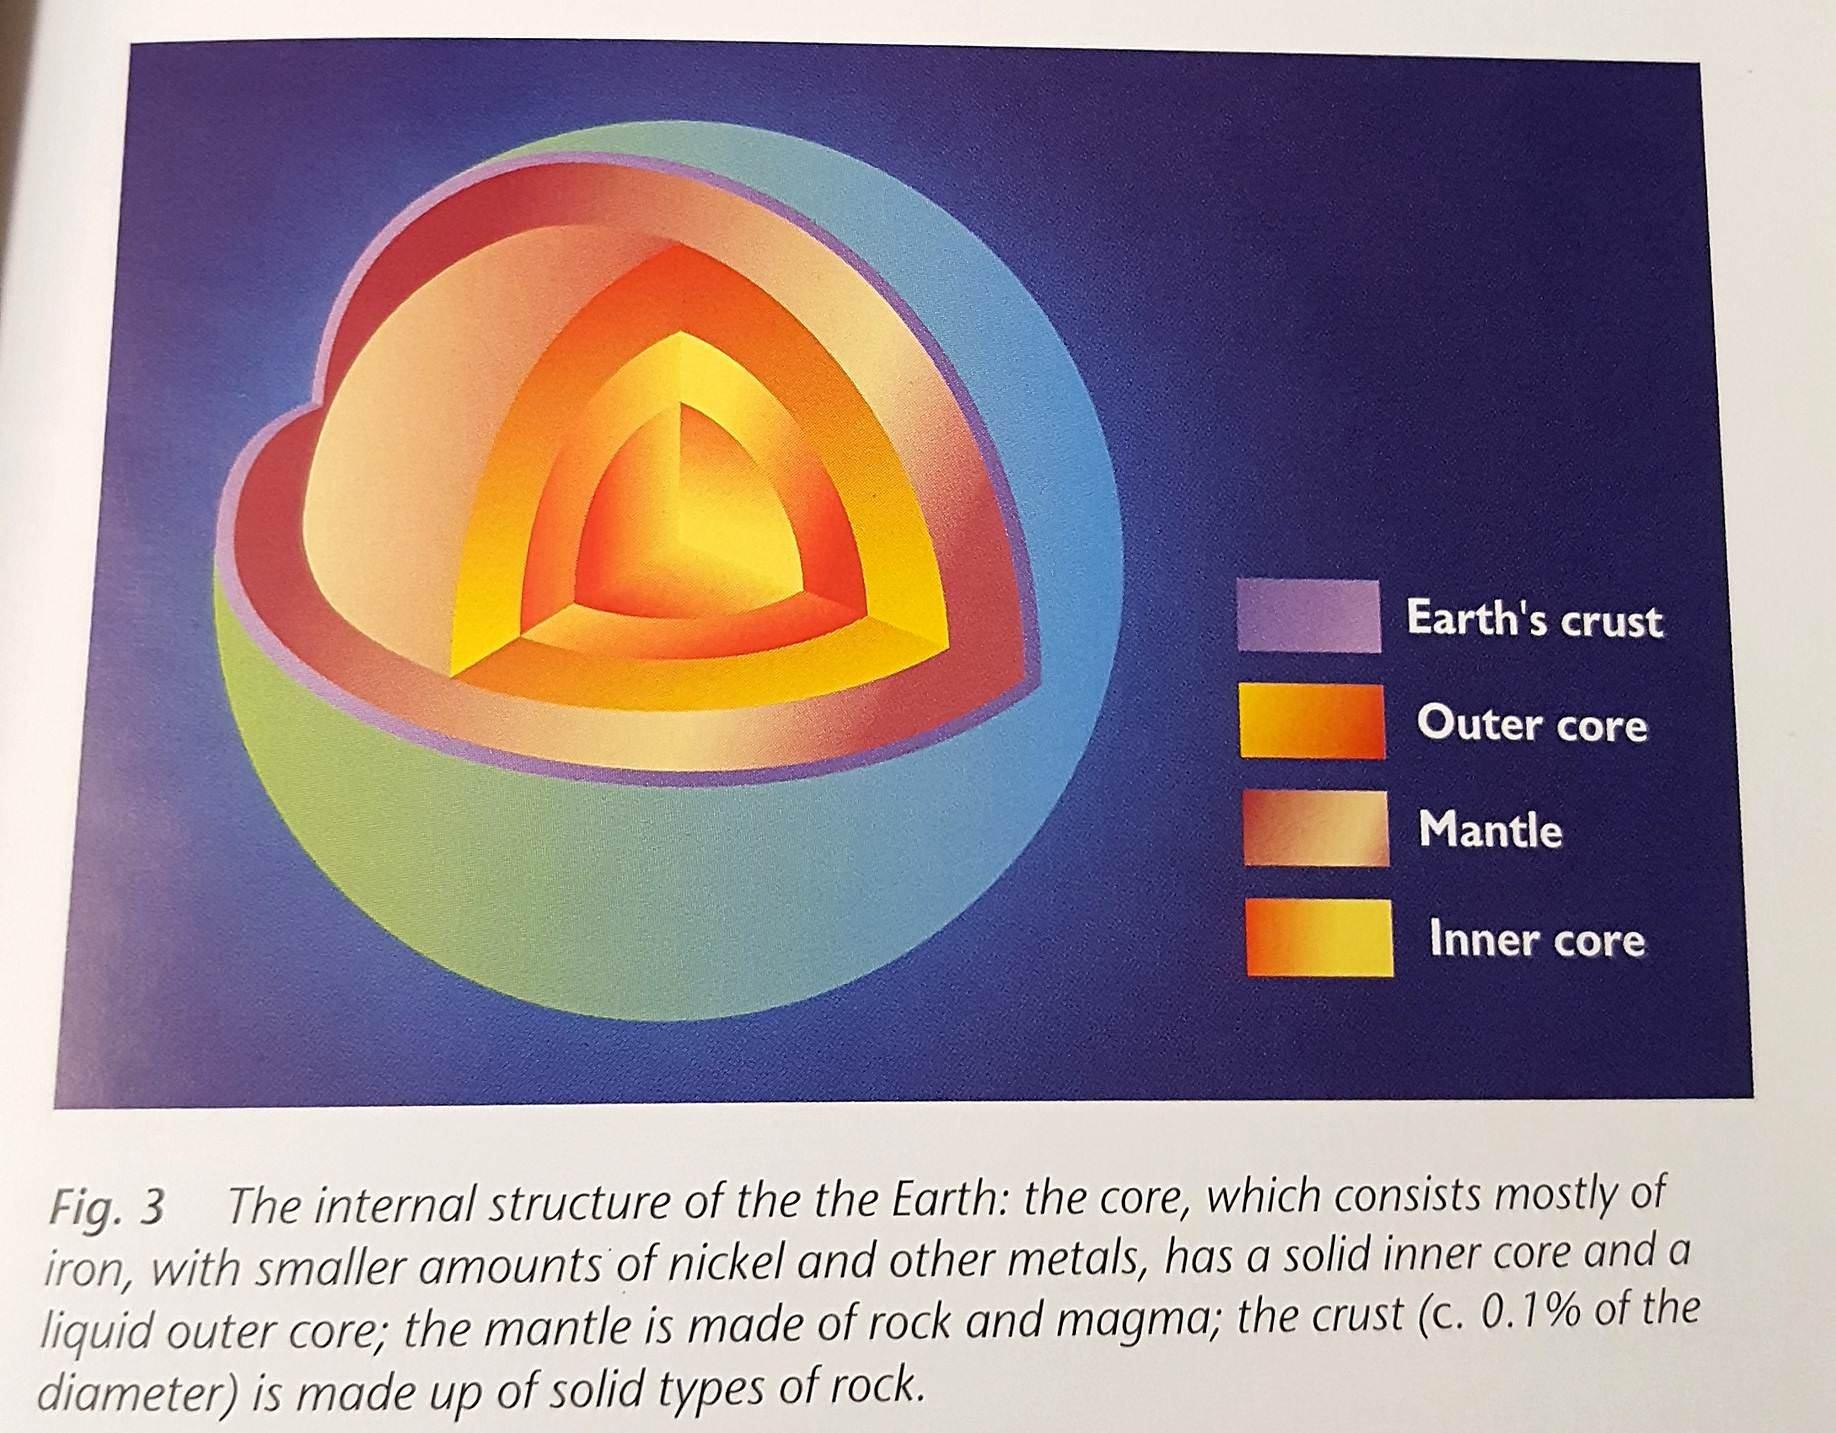 Earth's crust
Outer core
Mantle
Inner core
Fig. 3 The internal structure of the the Earth: the core, which consists mostly of
iron, with smaller amounts of nickel and other metals, has a solid inner core and a
liquid outer core; the mantle is made of rock and magma; the crust (c. 0.1% of the
diameter) is made up of solid types of rock.